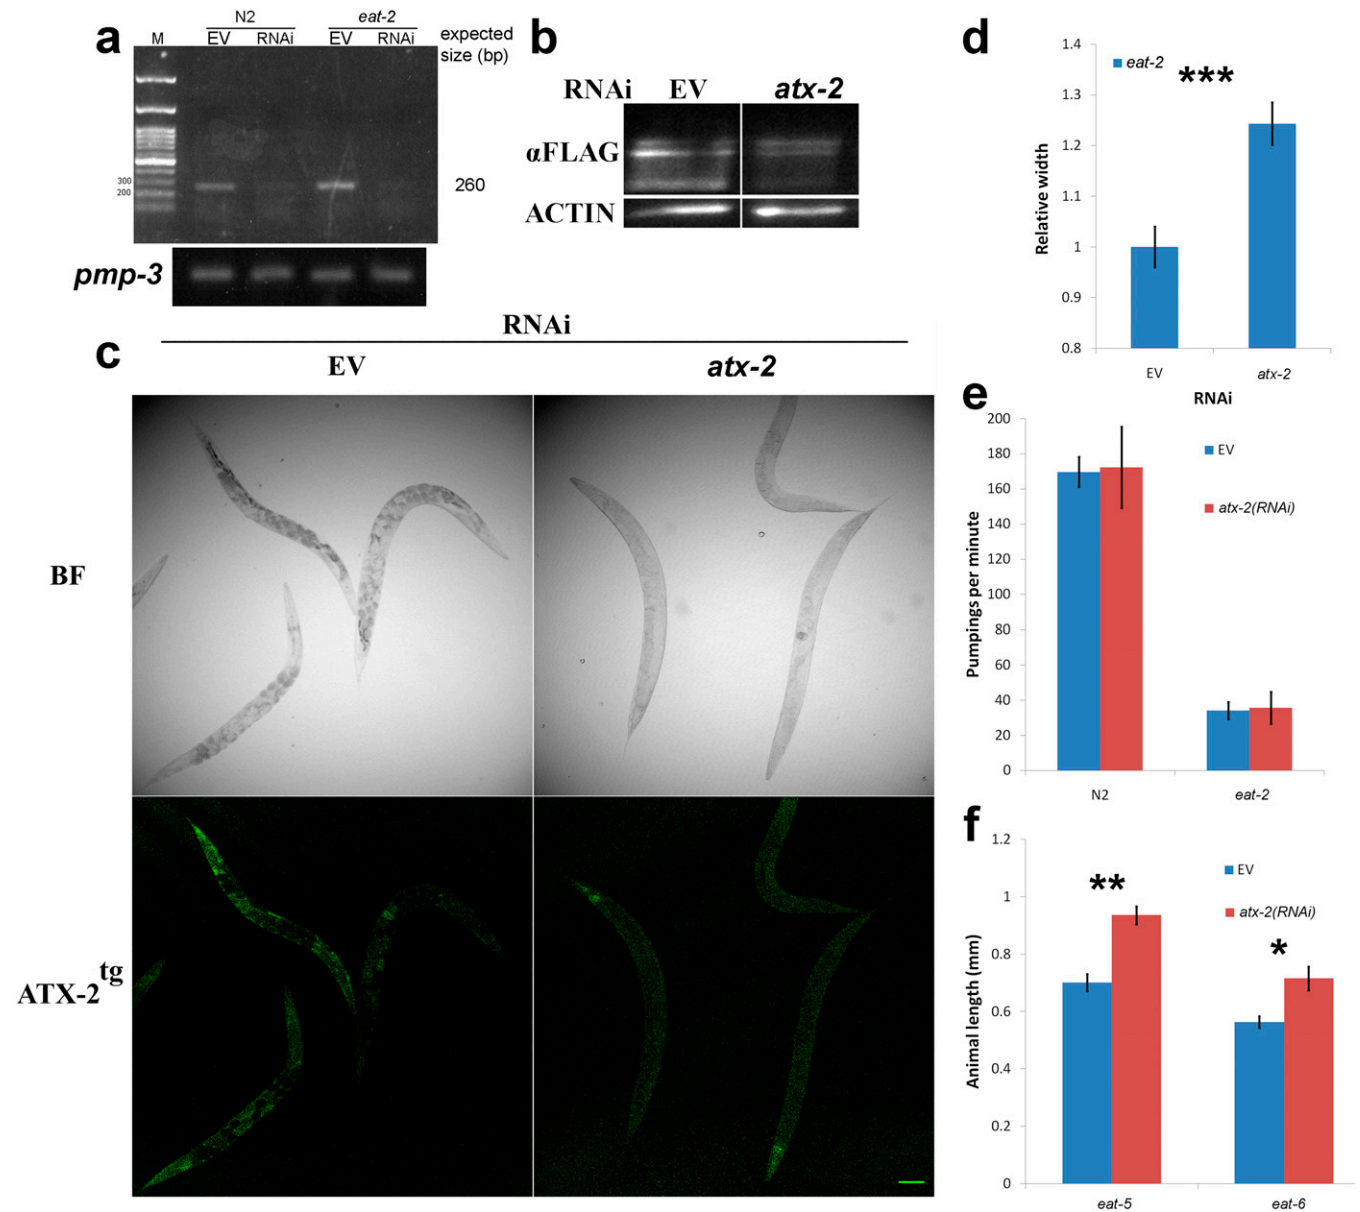 a
N2
eat-2
M
EV
RNAi
EV
RNAi
expected
size (bp)
300
200
260
pmp-3
b
RNAi
EV
atx-2
αFLAG
ACTIN
c
RNAi
EV
atx-2
BF
ATX-2tg
d
1.4
1.3
1.2
1.1
1
0.9
0.8
Relative width
eat-2
***
EV
atx-2
RNAi
e
200
180
160
140
120
100
80
60
40
20
0
Pumpings per minute
EV
atx-2(RNAi)
N2
eat-2
f
1.2
1
0.8
0.6
0.4
0.2
0
Animal length (mm)
EV
atx-2(RNAi)
**
*
eat-5
eat-6